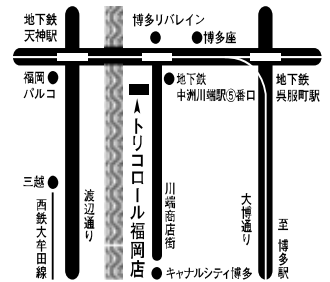 地下鉄
天神駅
博多リバレイン
博多座
福岡
パルコ
地下鉄
中洲川端駅⑤番口
地下鉄
呉服町駅
トリコロール福岡店
三越
西鉄大牟田線
渡辺通り
川端商店街
大博通り
至 博多駅
キャナルシティ博多